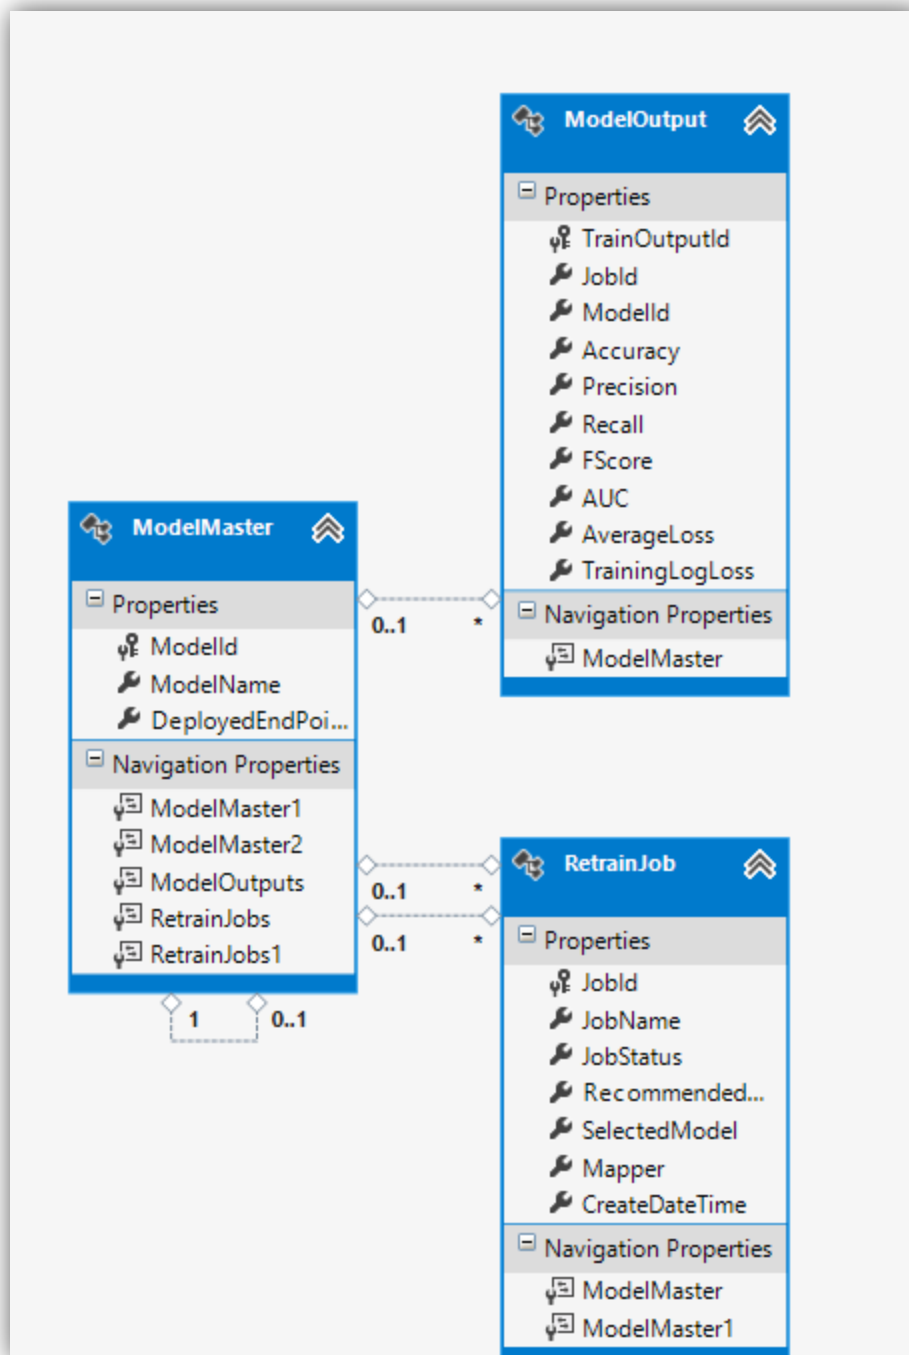 ModelOutput
Properties
TrainOutputId
JobId
ModelId
Accuracy
Precision
Recall
FScore
AUC
AverageLoss
TrainingLogLoss
Navigation Properties
ModelMaster
ModelMaster
Properties
ModelId
ModelName
DeployedEndPoi...
Navigation Properties
ModelMaster1
ModelMaster2
ModelOutputs
RetrainJobs
RetrainJobs1
0..1 *
0..1 *
0..1 *
1 0..1
RetrainJob
Properties
JobId
JobName
JobStatus
Recommended...
SelectedModel
Mapper
CreateDateTime
Navigation Properties
ModelMaster
ModelMaster1